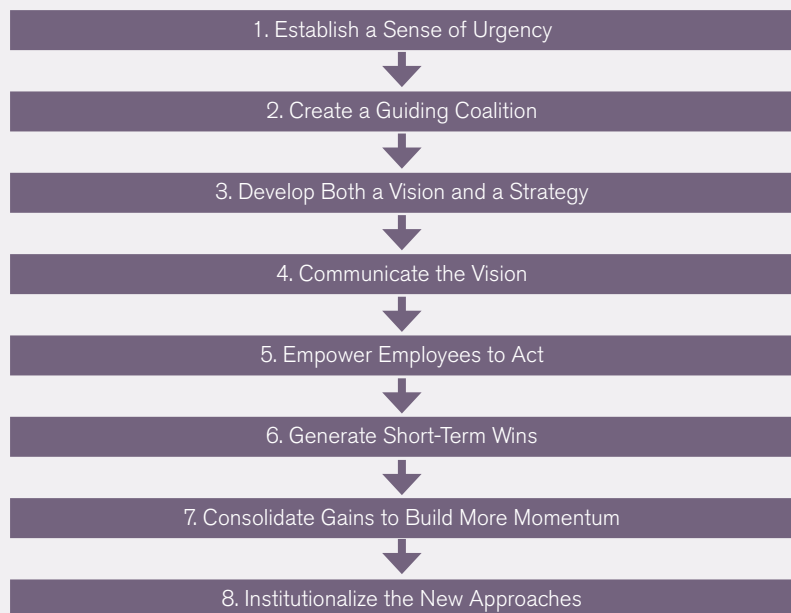 1. Establish a Sense of Urgency
2. Create a Guiding Coalition
3. Develop Both a Vision and a Strategy
4. Communicate the Vision
5. Empower Employees to Act
6. Generate Short-Term Wins
7. Consolidate Gains to Build More Momentum
8. Institutionalize the New Approaches